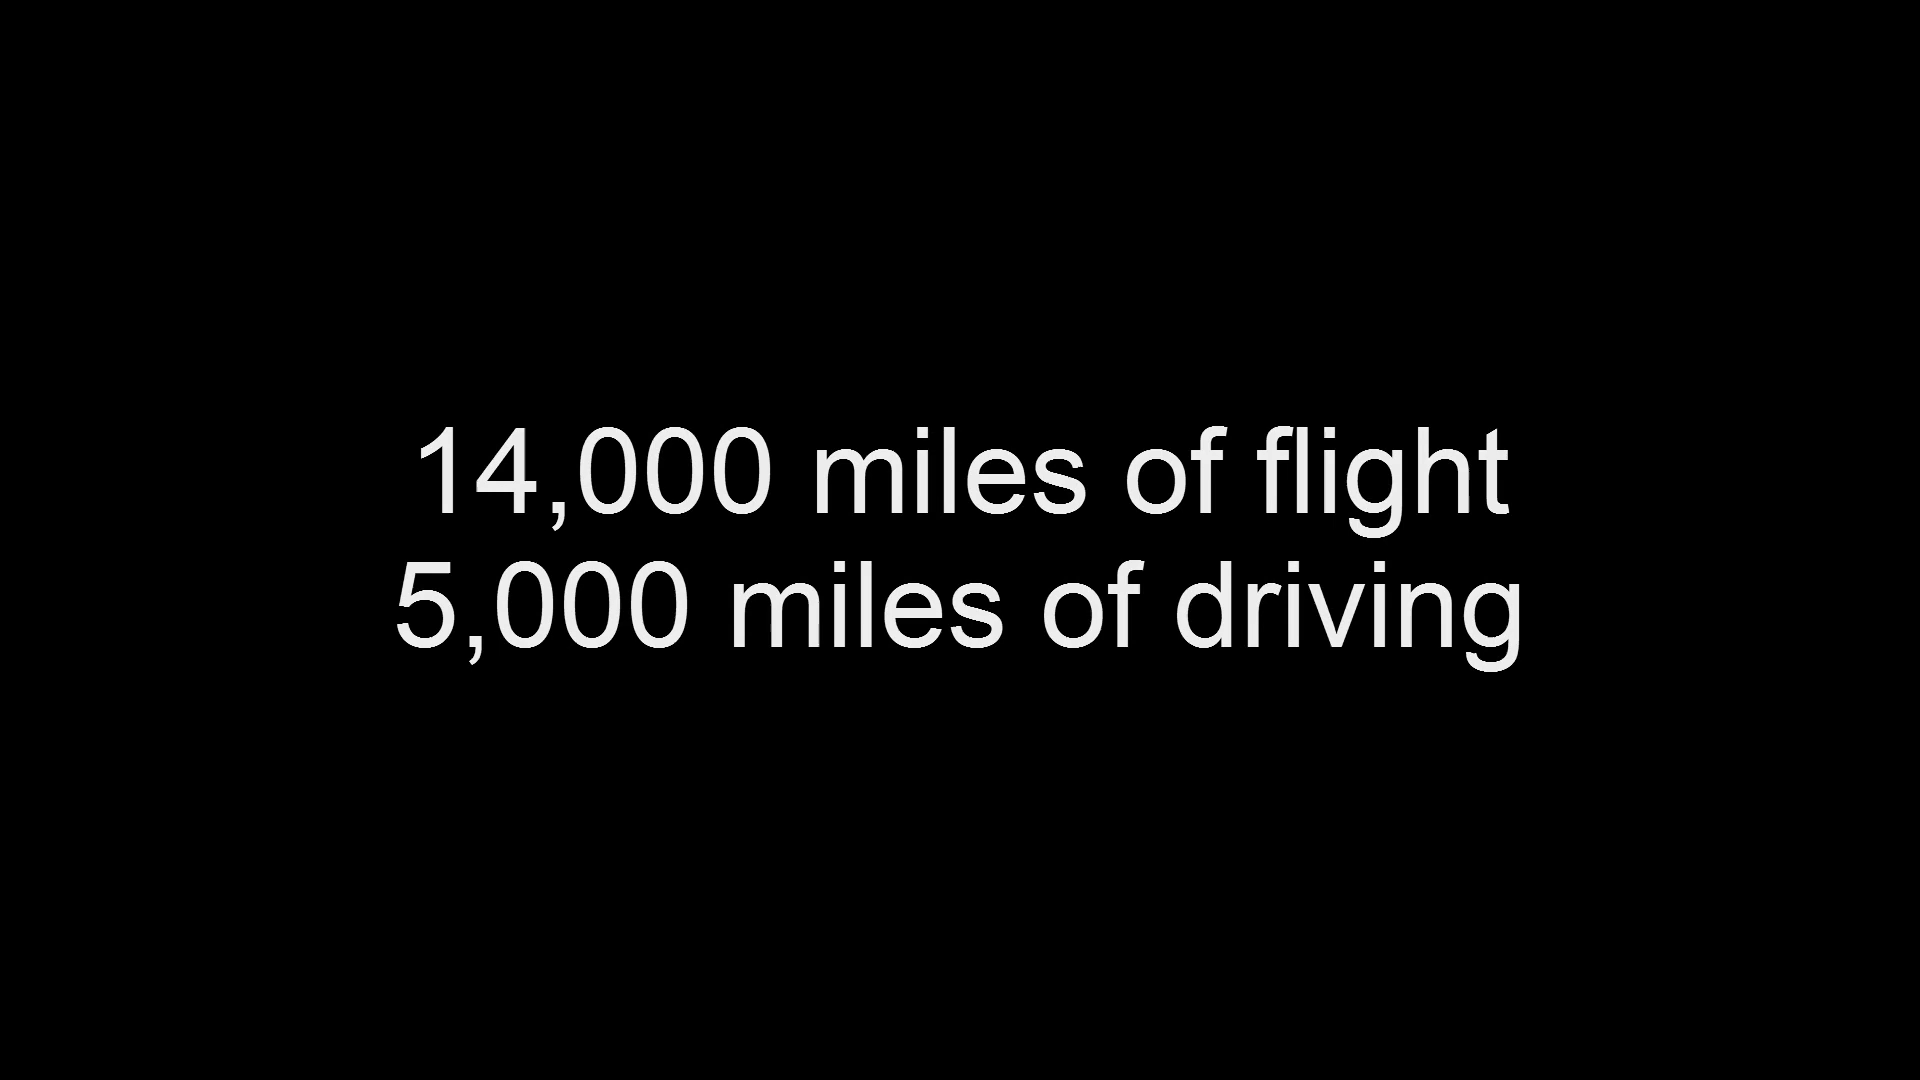 14,000 miles of flight
5,000 miles of driving